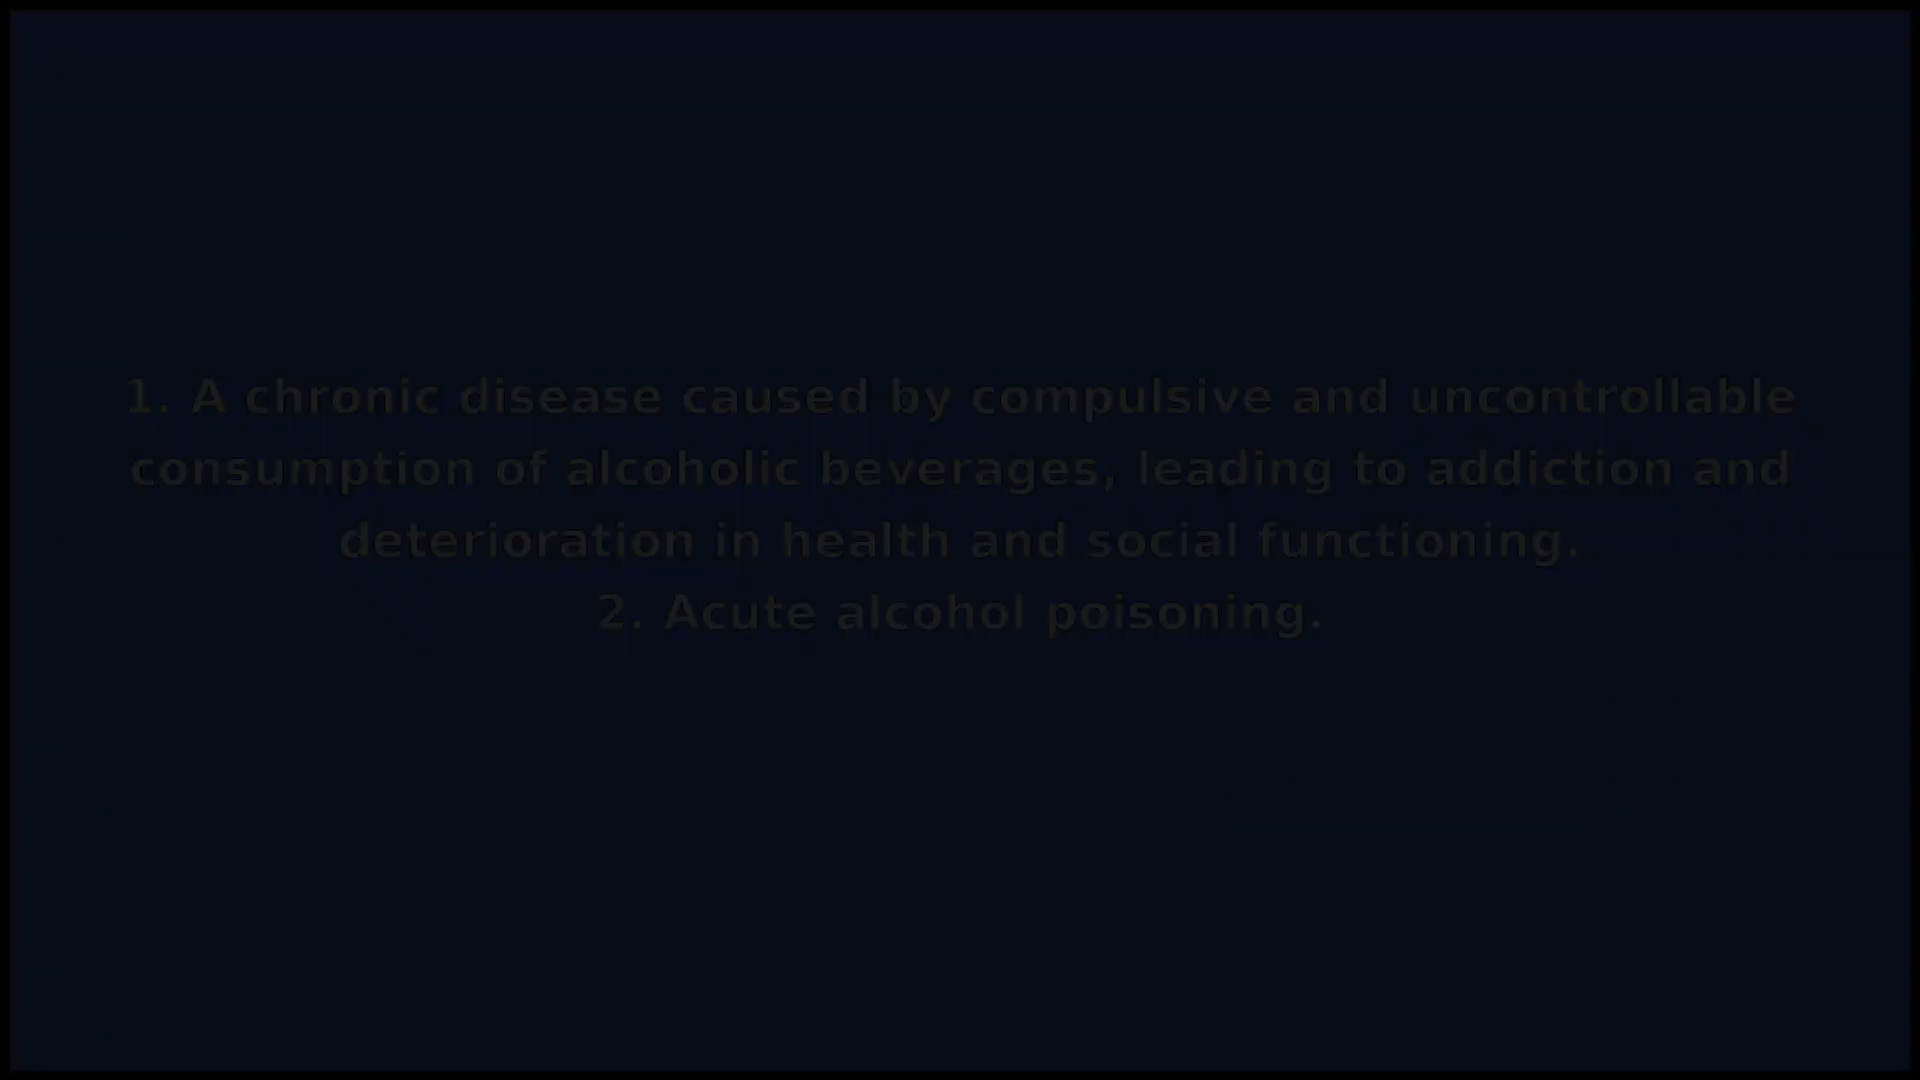 1. A chronic disease caused by compulsive and uncontrollable
consumption of alcoholic beverages, leading to addiction and
deterioration in health and social functioning.
2. Acute alcohol poisoning.